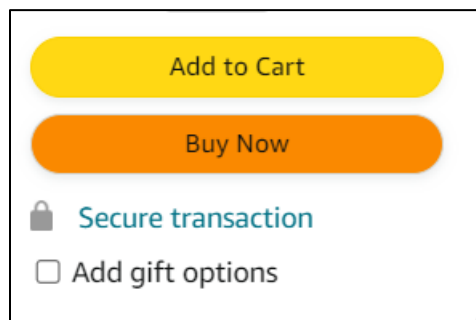 Add to Cart
Buy Now
Secure transaction
Add gift options